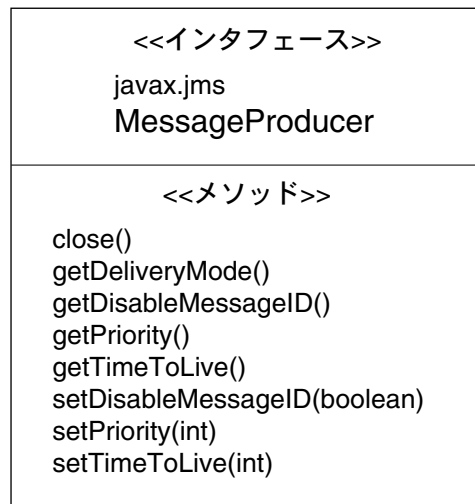 <<インタフェース>>
javax.jms
MessageProducer
<<メソッド>>
close()
getDeliveryMode()
getDisableMessageID()
getPriority()
getTimeToLive()
setDisableMessageID(boolean)
setPriority(int)
setTimeToLive(int)